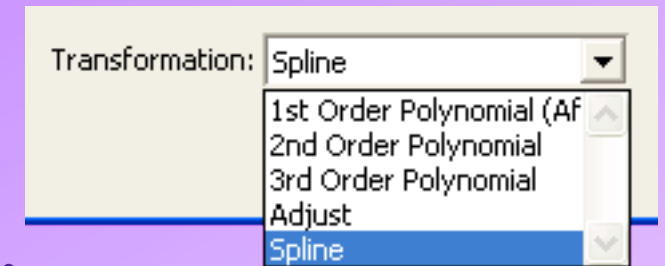 Transformation: Spline
1st Order Polynomial (Af
2nd Order Polynomial
3rd Order Polynomial
Adjust
Spline